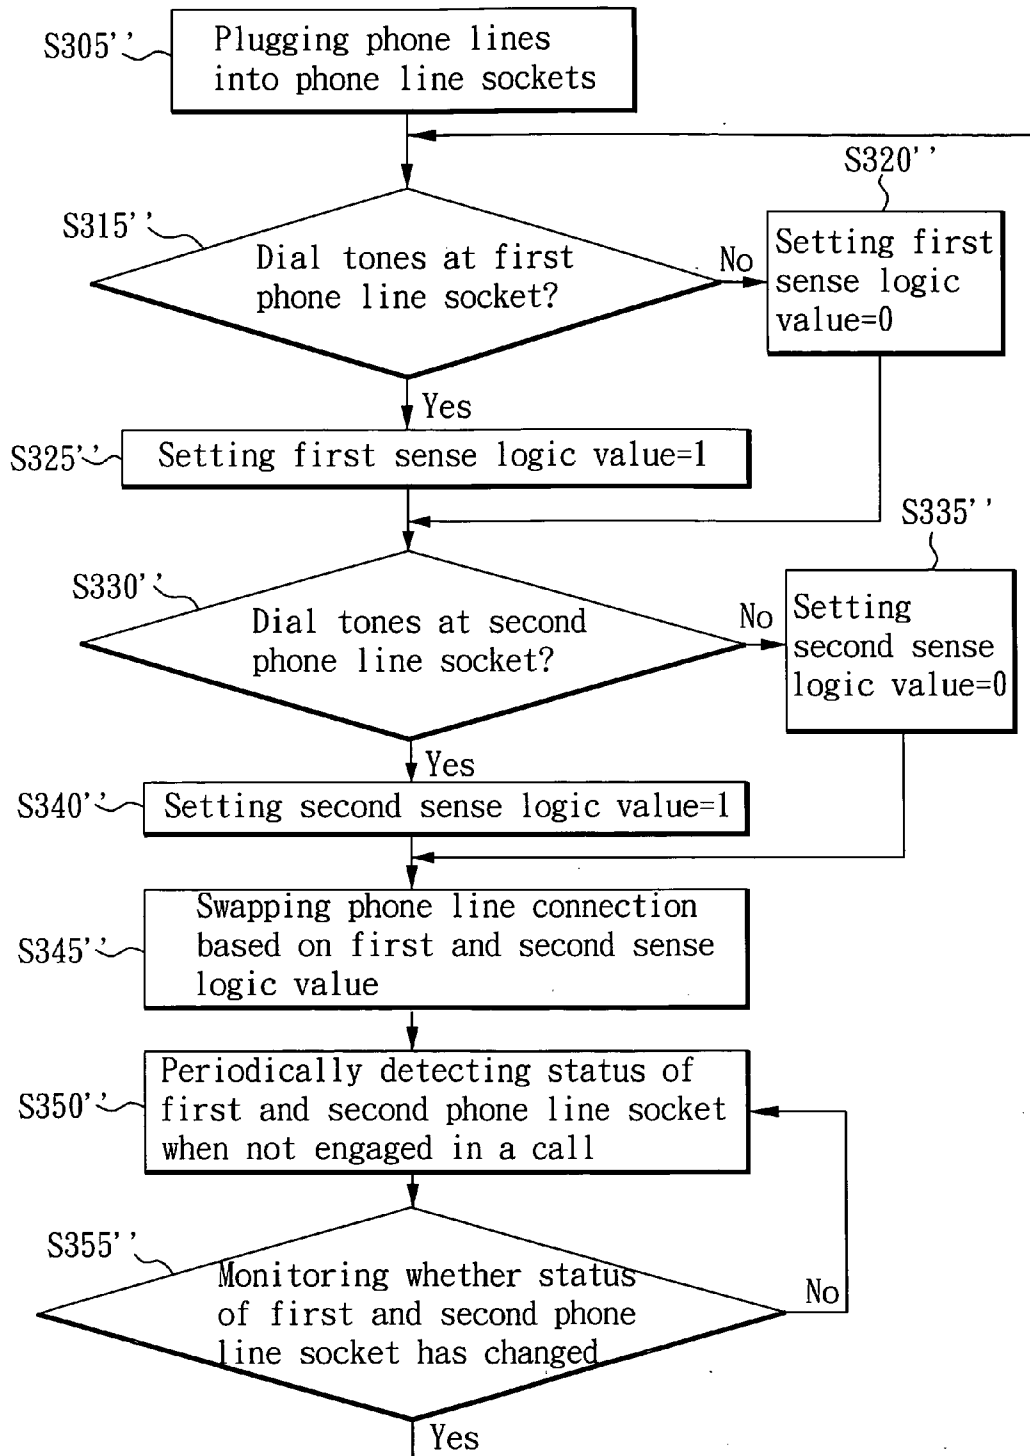 S305''
Plugging phone lines
into phone line sockets
S320''
S315''
Dial tones at first
phone line socket?
No
Setting first
sense logic
value=0
Yes
S325''
Setting first sense logic value=1
S335''
S330''
Dial tones at second
phone line socket?
No
Setting
second sense
logic value=0
Yes
S340''
Setting second sense logic value=1
S345''
Swapping phone line connection
based on first and second sense
logic value
S350''
Periodically detecting status of
first and second phone line socket
when not engaged in a call
S355''
Monitoring whether status
of first and second phone
line socket has changed
No
Yes